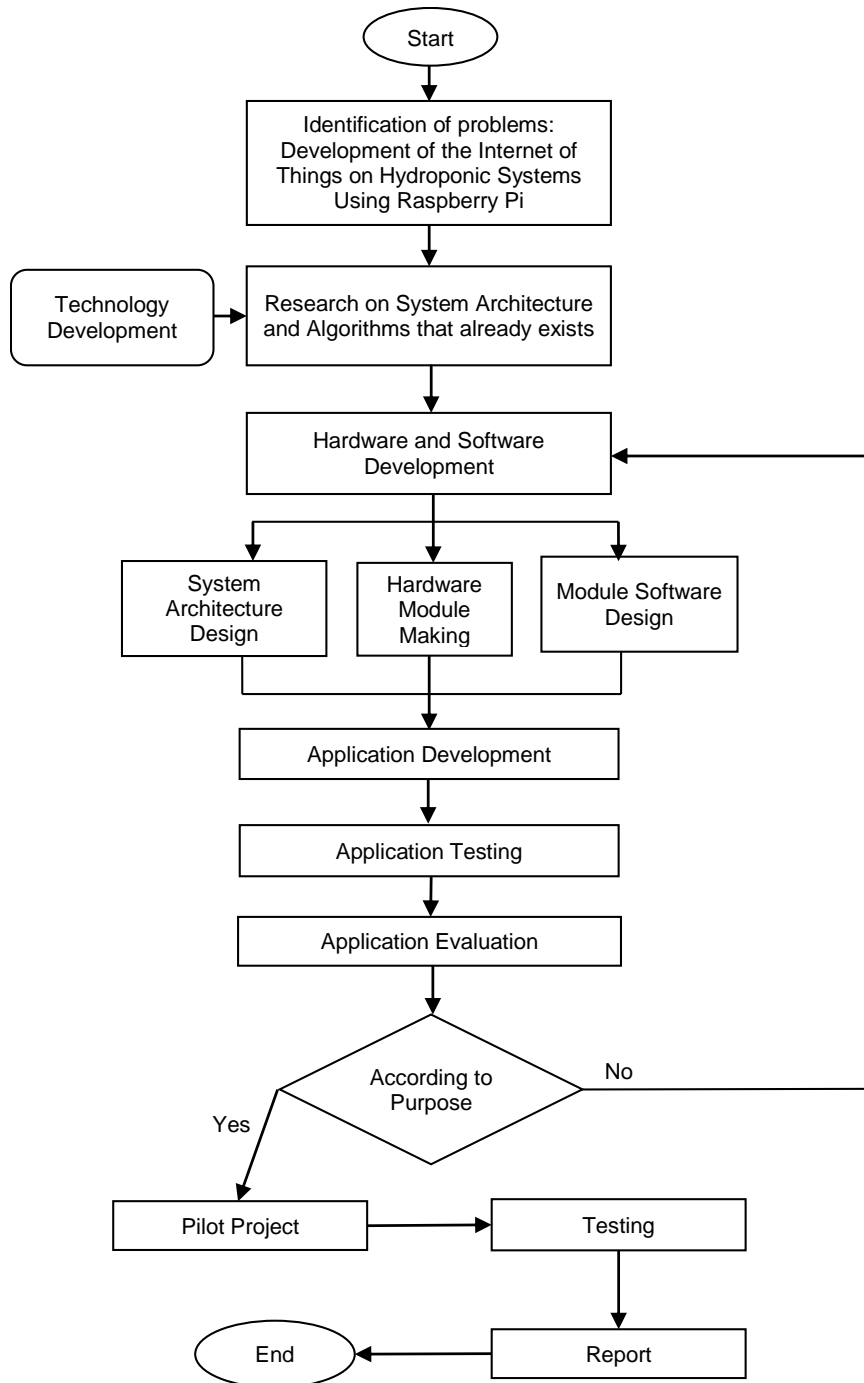 Start
Identification of problems:
Development of the Internet of
Things on Hydroponic Systems
Using Raspberry Pi
Technology
Development
Research on System Architecture
and Algorithms that already exists
Hardware and Software
Development
System
Architecture
Design
Hardware
Module
Making
Module Software
Design
Application Development
Application Testing
Application Evaluation
According to
Purpose
No
Yes
Pilot Project
Testing
End
Report